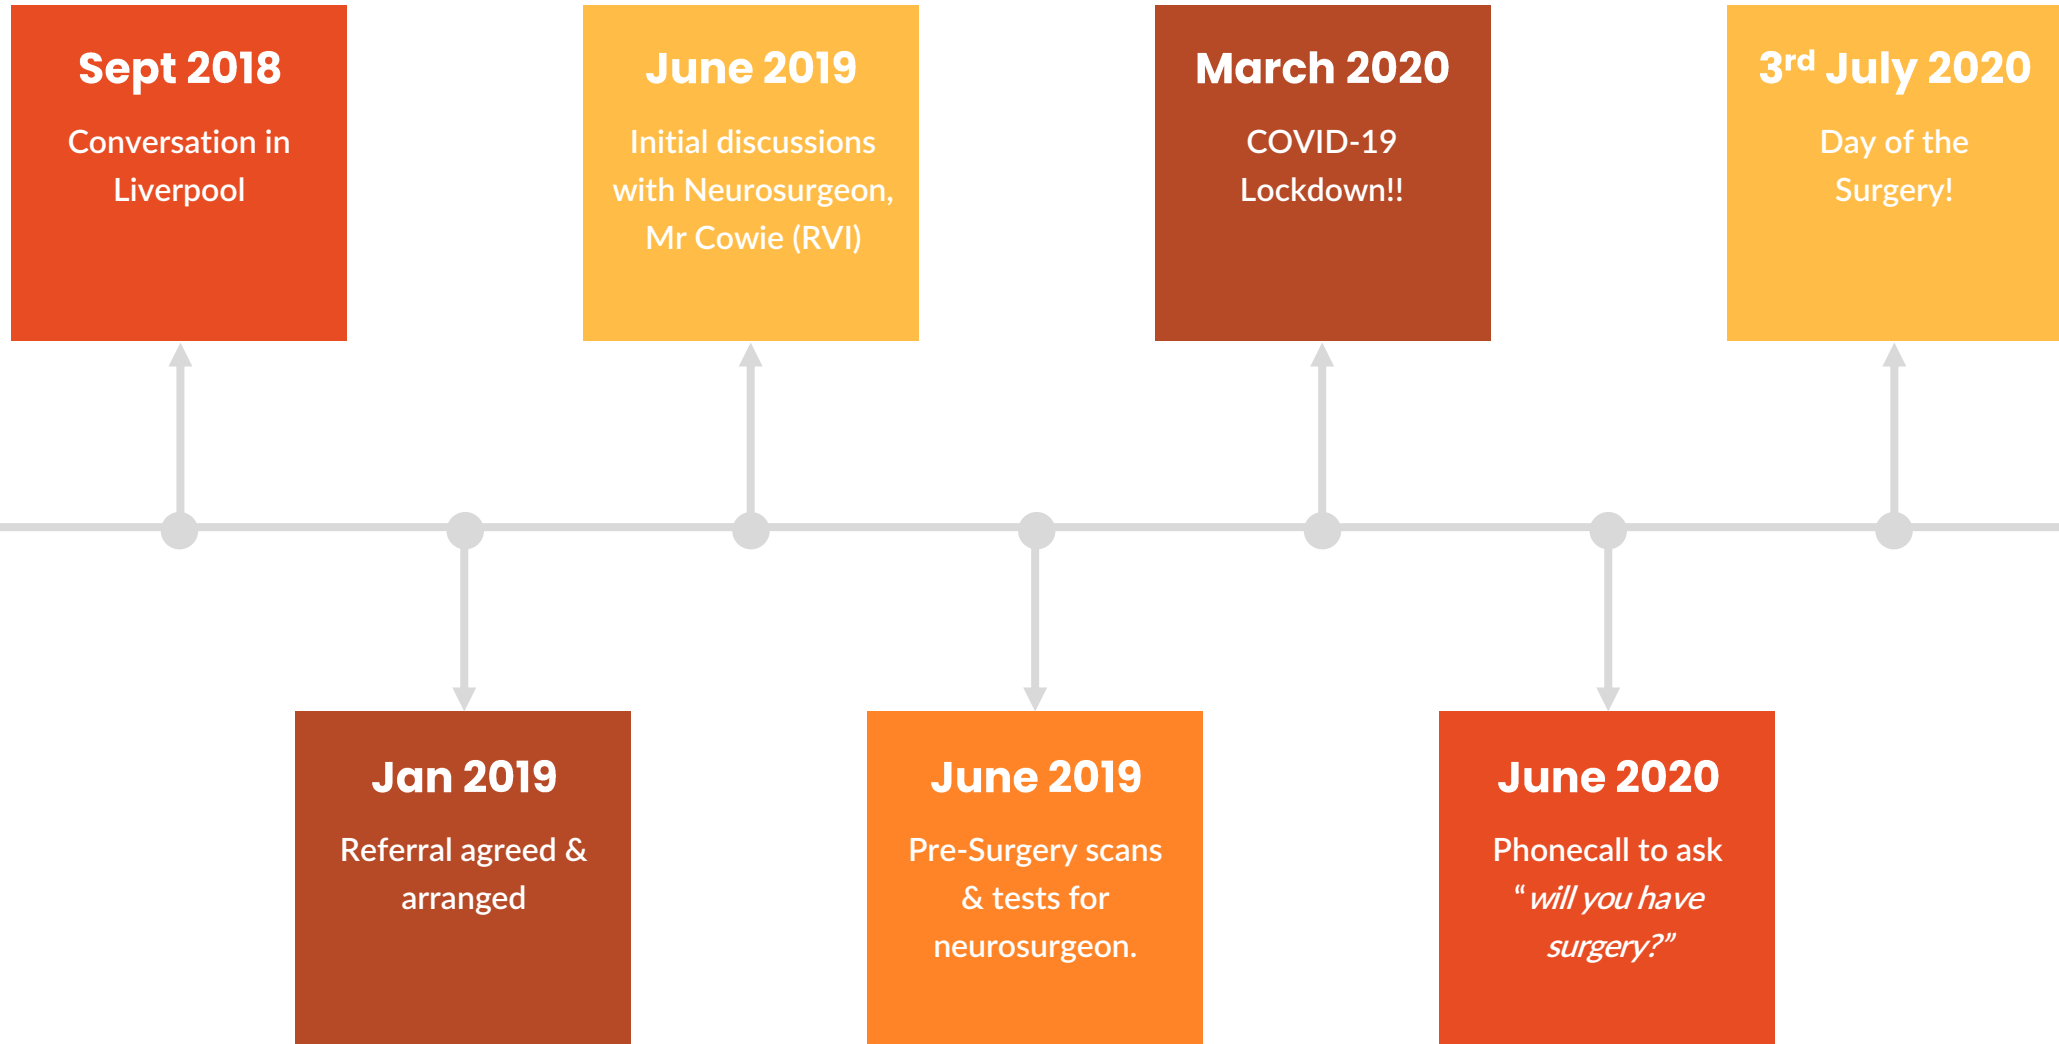 Sept 2018
Conversation in
Liverpool
Jan 2019
Referral agreed &
arranged
June 2019
Initial discussions
with Neurosurgeon,
Mr Cowie (RVI)
June 2019
Pre-Surgery scans
& tests for
neurosurgeon.
March 2020
COVID-19
Lockdown!!
June 2020
Phonecall to ask
“will you have
surgery?”
3rd July 2020
Day of the
Surgery!